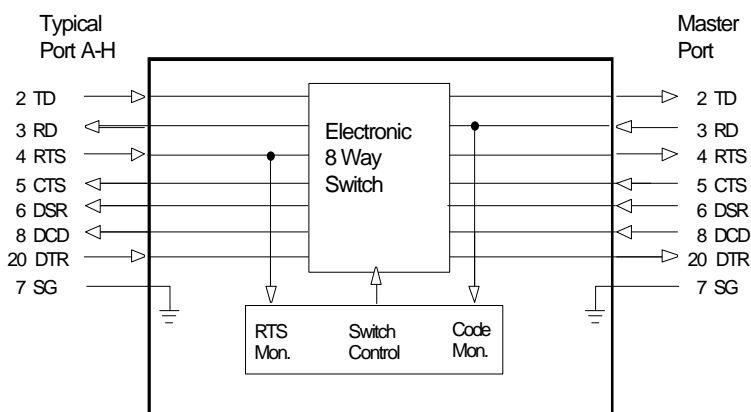 Typical
Port A-H
Master
Port
2 TD
3 RD
4 RTS
5 CTS
6 DSR
8 DCD
20 DTR
7 SG
Electronic
8 Way
Switch
2 TD
3 RD
4 RTS
5 CTS
6 DSR
8 DCD
20 DTR
7 SG
RTS
Mon.
Switch
Control
Code
Mon.